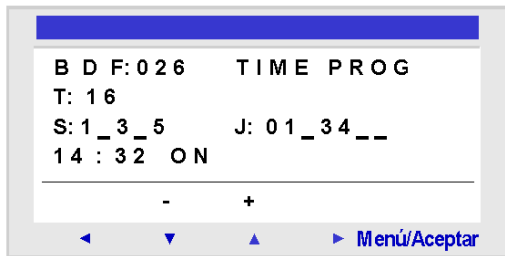 B D F:026 TIME PROG
T: 16
S:1_3_5 J: 01_34__
14 : 32 ON
- +
◄ ▼ ▲ ► Menú/Aceptar